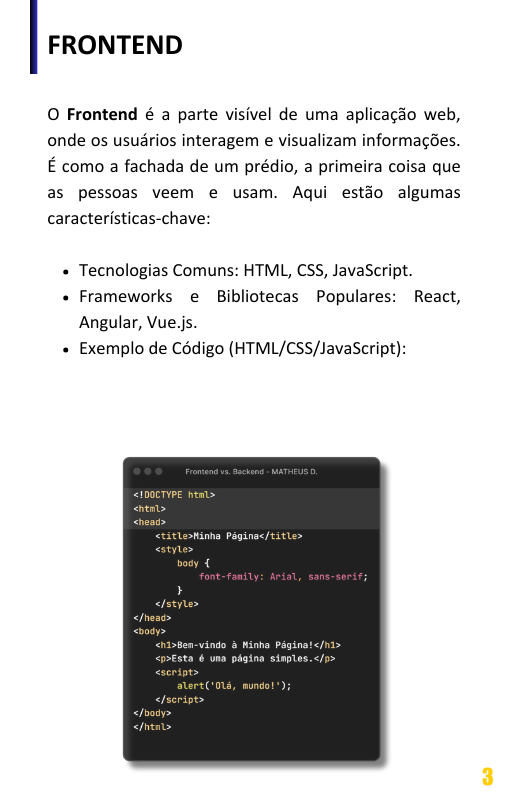 FRONTEND
O Frontend é a parte visível de uma aplicação web,
onde os usuários interagem e visualizam informações.
É como a fachada de um prédio, a primeira coisa que
as pessoas veem e usam. Aqui estão algumas
características-chave:
• Tecnologias Comuns: HTML, CSS, JavaScript.
• Frameworks e Bibliotecas Populares: React,
Angular, Vue.js.
• Exemplo de Código (HTML/CSS/JavaScript):
Frontend vs. Backend - MATHEUS D.
<!DOCTYPE html>
<html>
<head>
    <title>Minha Página</title>
    <style>
        body {
            font-family: Arial, sans-serif;
        }
    </style>
</head>
<body>
    <h1>Bem-vindo à Minha Página!</h1>
    <p>Esta é uma página simples.</p>
    <script>
        alert('Olá, mundo!');
    </script>
</body>
</html>
3